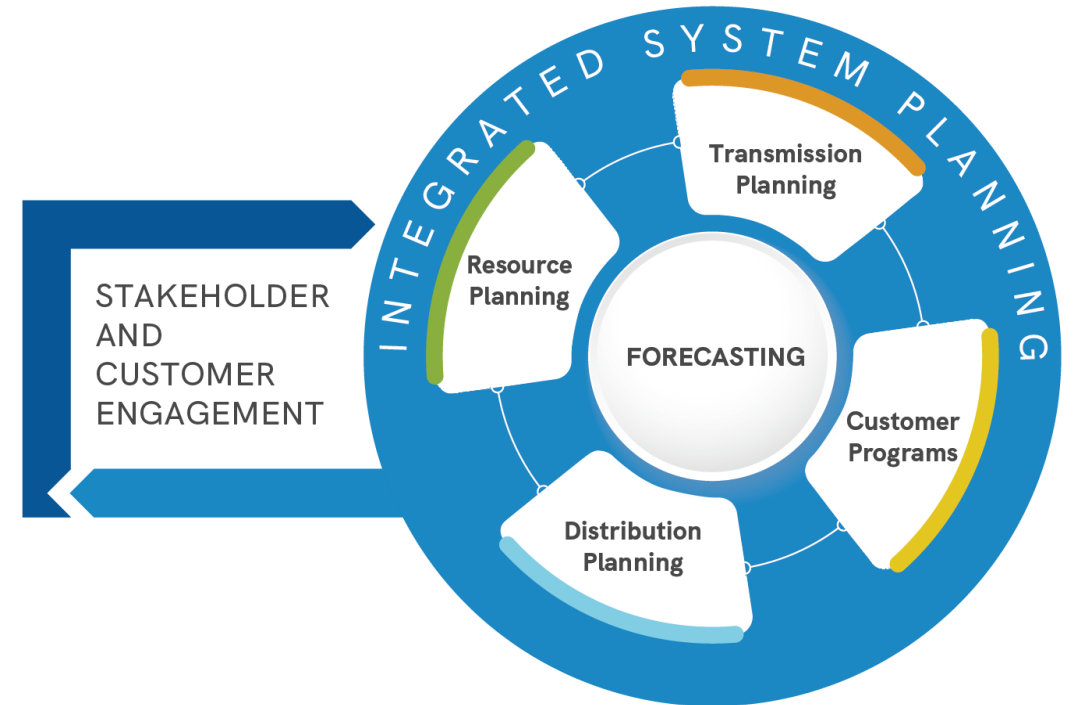 INTEGRATED SYSTEM PLANNING
Transmission
Planning
Resource
Planning
STAKEHOLDER
AND
CUSTOMER
ENGAGEMENT
FORECASTING
Customer
Programs
Distribution
Planning